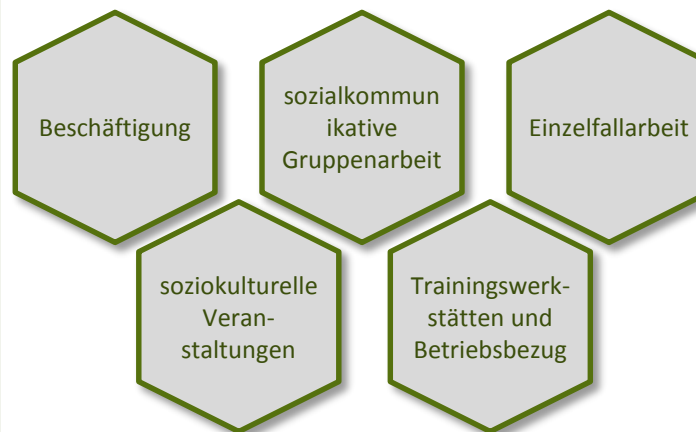 Beschäftigung
sozialkommun
ikative
Gruppenarbeit
Einzelfallarbeit
soziokulturelle
Veran-
staltungen
Trainingswerk-
stätten und
Betriebsbezug